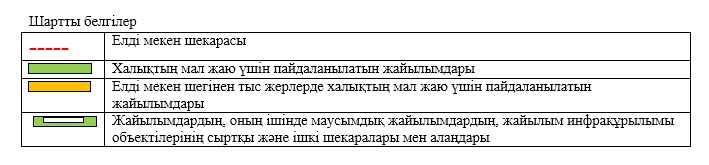 Шартты белгілер
Елді мекен шекарасы
Халықтың мал жаю үшін пайдаланылатын жайылымдары
Елді мекен шегінен тыс жерлерде халықтың мал жаю үшін пайдаланылатын
жайылымдары
Жайылымдардың, оның ішінде маусымдық жайылымдардың, жайылым инфрақұрылымы
объектілерінің сыртқы және ішкі шекаралары мен алаңдары